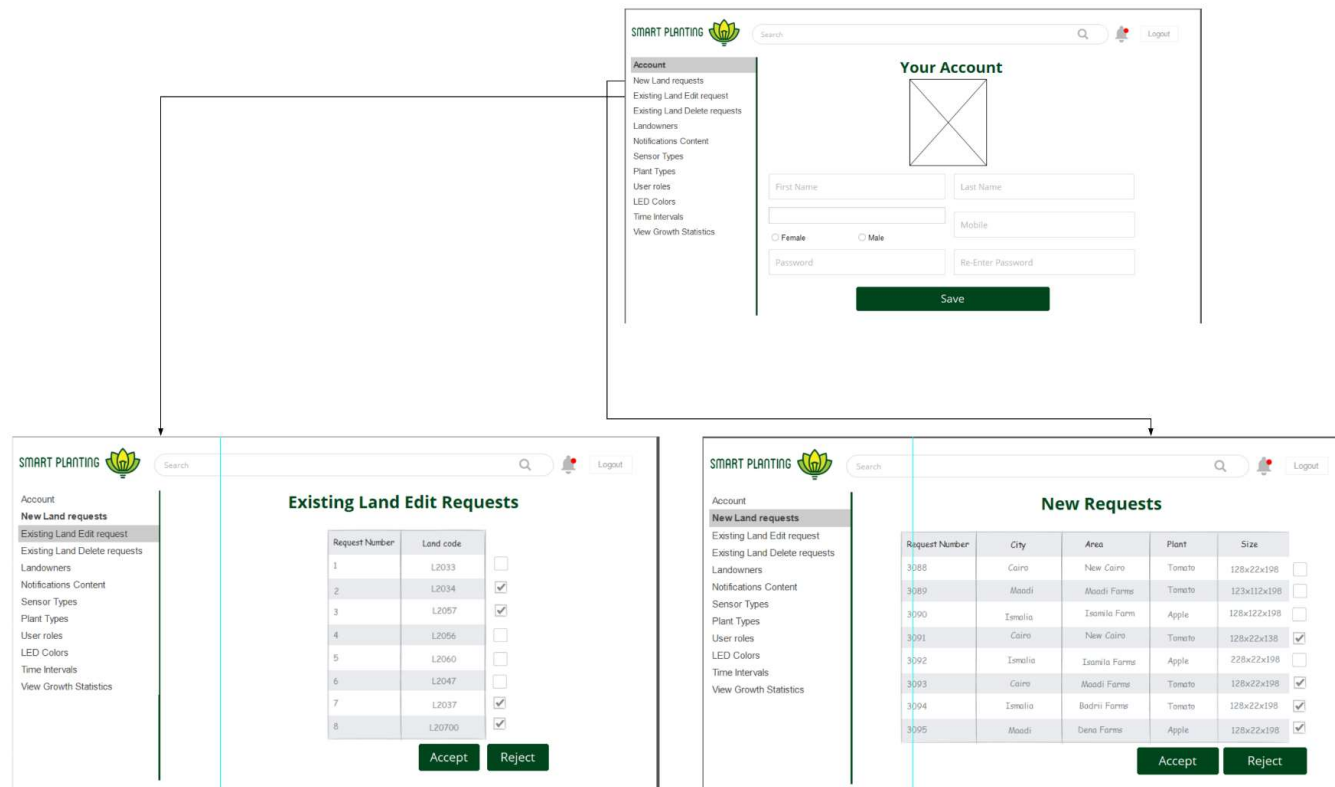 SMART PLANTING
Search
Logout
Account
New Land requests
Existing Land Edit request
Existing Land Delete requests
Landowners
Notifications Content
Sensor Types
Plant Types
User roles
LED Colors
Time Intervals
View Growth Statistics
Your Account
First Name
Last Name
Mobile
Female
Male
Password
Re-Enter Password
Save
SMART PLANTING
Search
Logout
Account
New Land requests
Existing Land Edit request
Existing Land Delete requests
Landowners
Notifications Content
Sensor Types
Plant Types
User roles
LED Colors
Time Intervals
View Growth Statistics
Existing Land Edit Requests
Request Number Land code
1 L2033
2 L2034
3 L2057
4 L2056
5 L2060
6 L2047
7 L2037
8 L20700
Accept Reject
SMART PLANTING
Search
Logout
Account
New Land requests
Existing Land Edit request
Existing Land Delete requests
Landowners
Notifications Content
Sensor Types
Plant Types
User roles
LED Colors
Time Intervals
View Growth Statistics
New Requests
Request Number City Area Plant Size
3088 Cairo New Cairo Tomato 128x22x198
3089 Maadi Maadi Farms Tomato 123x112x198
3090 Ismalia Isamila Farm Apple 128x122x198
3091 Cairo New Cairo Tomato 128x22x138
3092 Ismalia Isamila Farms Apple 228x22x198
3093 Cairo Maadi Farms Tomato 128x22x198
3094 Ismalia Badrii Farms Tomato 128x22x198
3095 Maadi Dena Farms Apple 128x22x198
Accept Reject